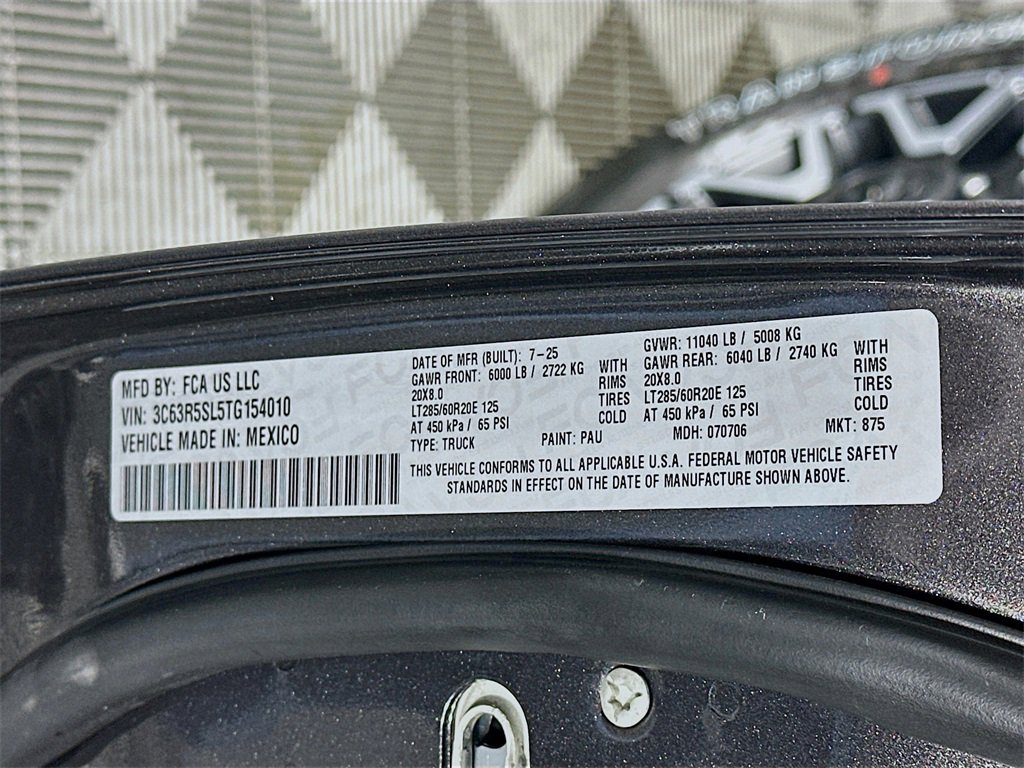 TRANSFORM
MFD BY: FCA US LLC
VIN: 3C63R5SL5TG154010
VEHICLE MADE IN: MEXICO
DATE OF MFR (BUILT): 7-25
GAWR FRONT: 6000 LB / 2722 KG
20X8.0
LT285/60R20E 125
AT 450 kPa / 65 PSI
WITH
RIMS
TIRES
COLD
GVWR: 11040 LB / 5008 KG
GAWR REAR: 6040 LB / 2740 KG
20X8.0
LT285/60R20E 125
AT 450 kPa / 65 PSI
WITH
RIMS
TIRES
COLD
TYPE: TRUCK PAINT: PAU MDH: 070706 MKT: 875
THIS VEHICLE CONFORMS TO ALL APPLICABLE U.S.A. FEDERAL MOTOR VEHICLE SAFETY
STANDARDS IN EFFECT ON THE DATE OF MANUFACTURE SHOWN ABOVE.